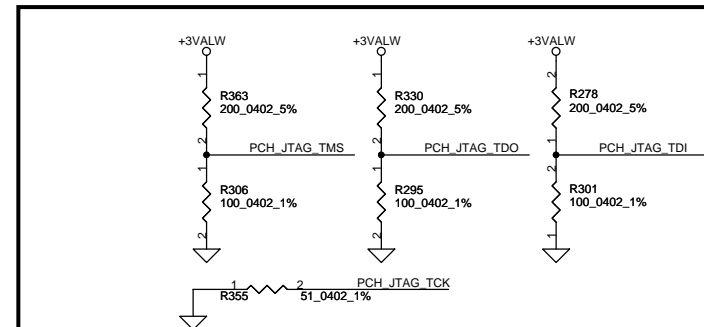 +3VALW +3VALW +3VALW
1 1 2
R363 R330 R278
200_0402_5% 200_0402_5% 200_0402_5%
2 2 1
PCH_JTAG_TMS PCH_JTAG_TDO PCH_JTAG_TDI
1 1 2
R306 R295 R301
100_0402_1% 100_0402_1% 100_0402_1%
2 2 1
1 2 PCH_JTAG_TCK
R355 51_0402_1%